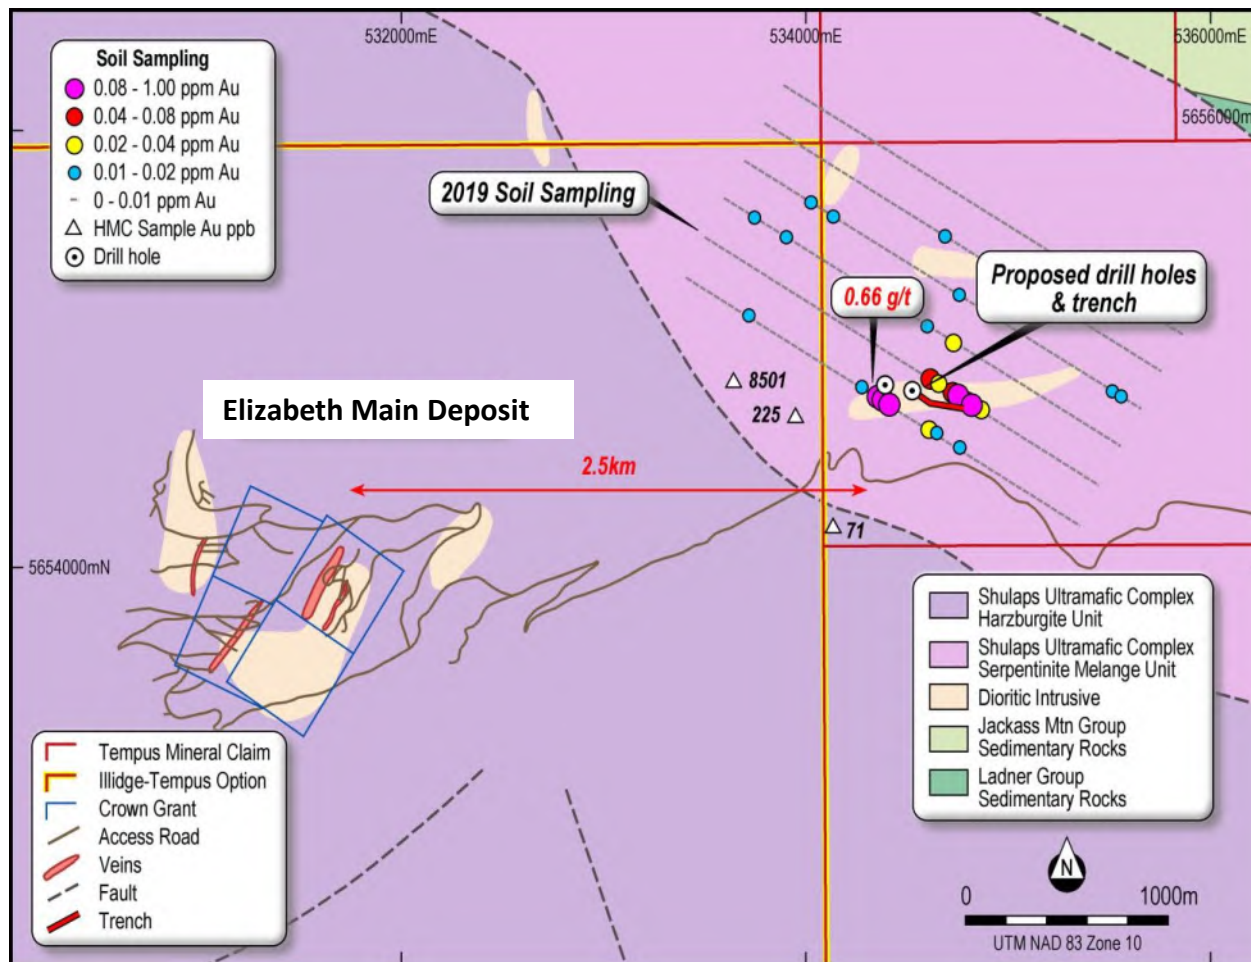 532000mE
534000mE
536000mE
Soil Sampling
0.08 - 1.00 ppm Au
0.04 - 0.08 ppm Au
0.02 - 0.04 ppm Au
0.01 - 0.02 ppm Au
0 - 0.01 ppm Au
HMC Sample Au ppb
Drill hole
5656000m
2019 Soil Sampling
0.66 g/t
Proposed drill holes
& trench
8501
225
Elizabeth Main Deposit
2.5km
71
5654000mN
Shulaps Ultramafic Complex
Harzburgite Unit
Shulaps Ultramafic Complex
Serpentinite Melange Unit
Dioritic Intrusive
Jackass Mtn Group
Sedimentary Rocks
Ladner Group
Sedimentary Rocks
Tempus Mineral Claim
Illidge-Tempus Option
Crown Grant
Access Road
Veins
Fault
Trench
N
0 1000m
UTM NAD 83 Zone 10